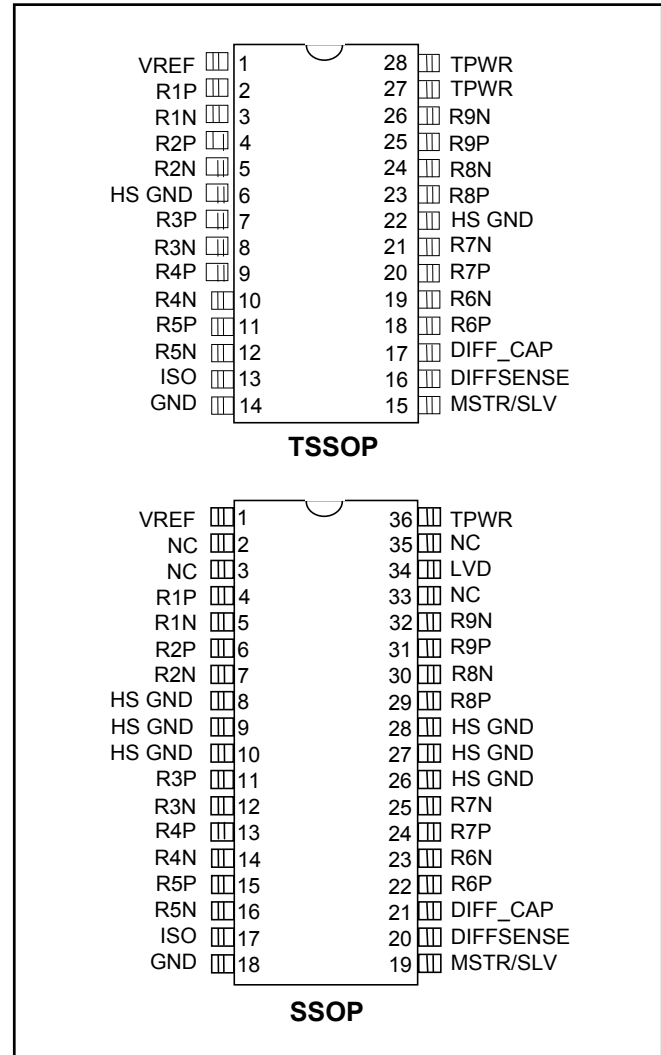 VREF 1 28 TPWR
R1P 2 27 TPWR
R1N 3 26 R9N
R2P 4 25 R9P
R2N 5 24 R8N
HS GND 6 23 R8P
R3P 7 22 HS GND
R3N 8 21 R7N
R4P 9 20 R7P
R4N 10 19 R6N
R5P 11 18 R6P
R5N 12 17 DIFF_CAP
ISO 13 16 DIFFSENSE
GND 14 15 MSTR/SLV
TSSOP
VREF 1 36 TPWR
NC 2 35 NC
NC 3 34 LVD
R1P 4 33 NC
R1N 5 32 R9N
R2P 6 31 R9P
R2N 7 30 R8N
HS GND 8 29 R8P
HS GND 9 28 HS GND
HS GND 10 27 HS GND
R3P 11 26 HS GND
R3N 12 25 R7N
R4P 13 24 R7P
R4N 14 23 R6N
R5P 15 22 R6P
R5N 16 21 DIFF_CAP
ISO 17 20 DIFFSENSE
GND 18 19 MSTR/SLV
SSOP